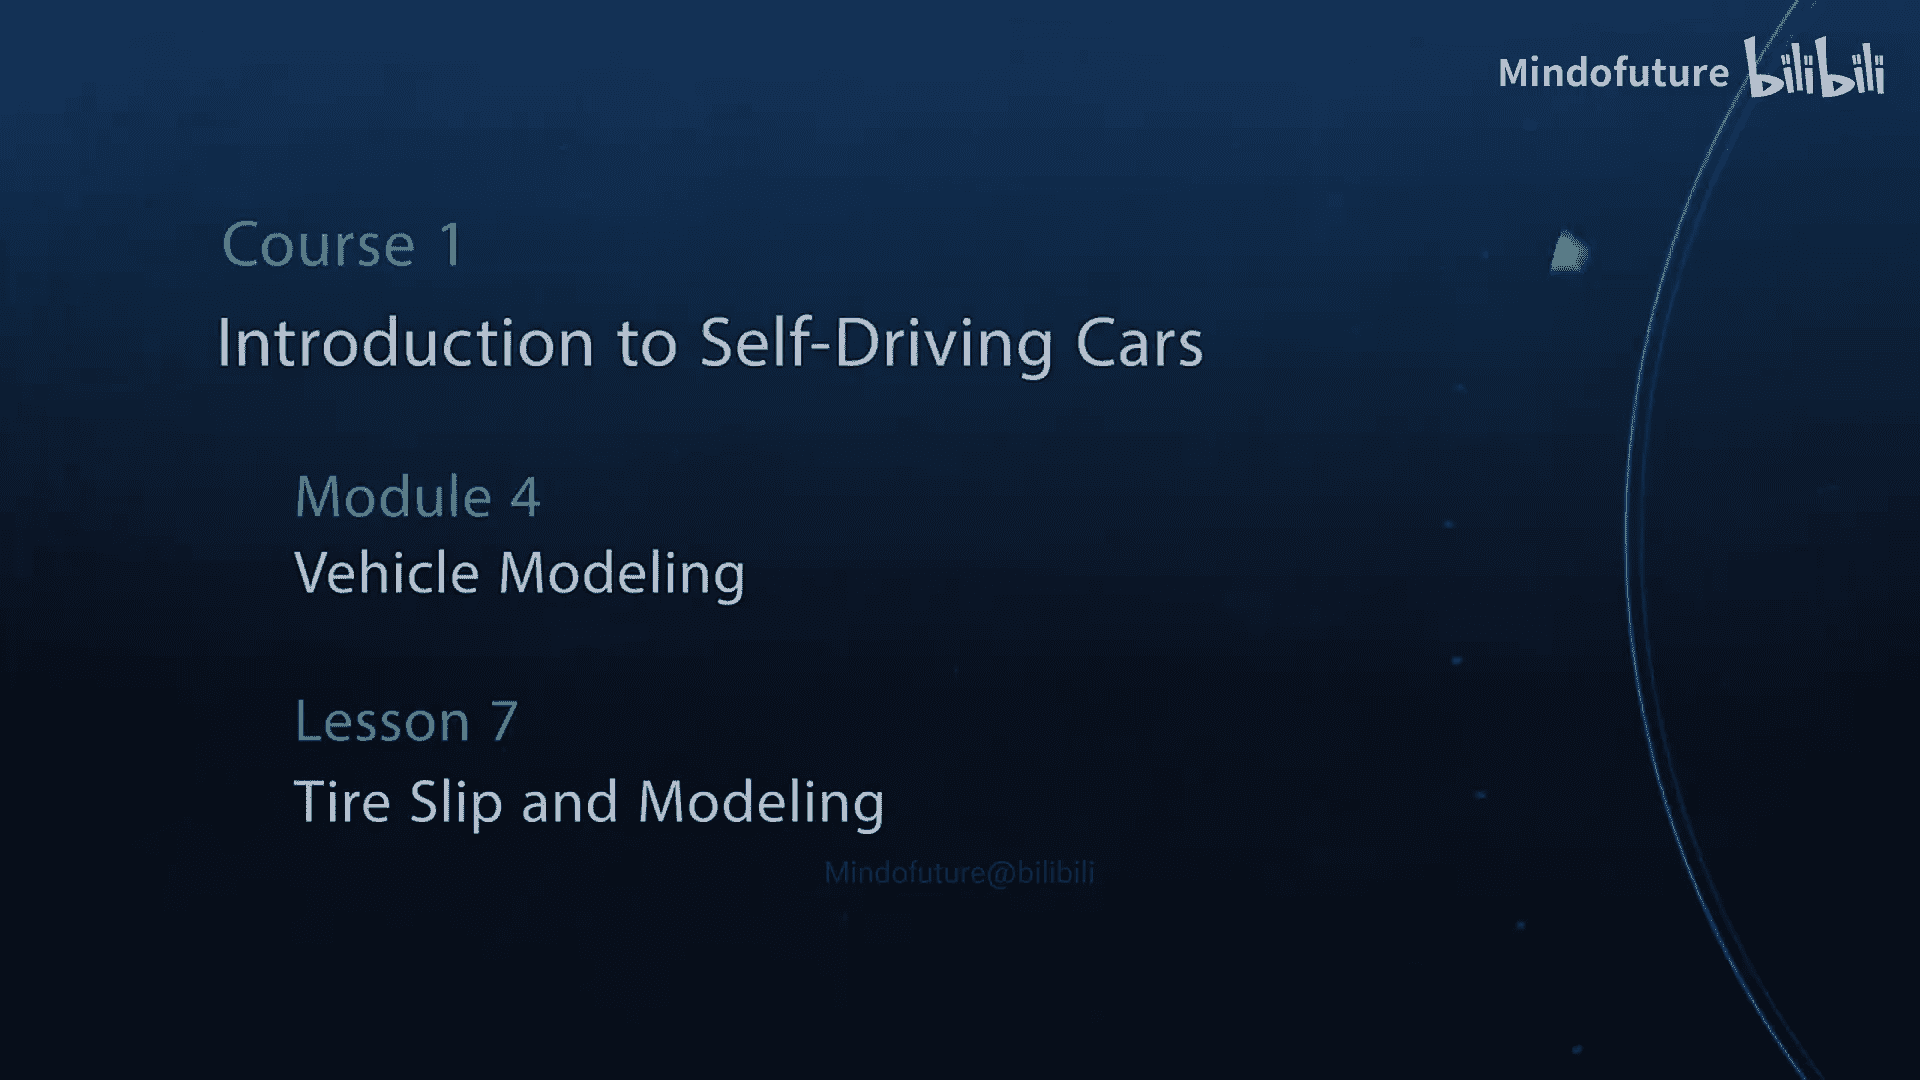 Mindofuture bilibili
Course 1
Introduction to Self-Driving Cars
Module 4
Vehicle Modeling
Lesson 7
Tire Slip and Modeling
Mindofuture@bilibili